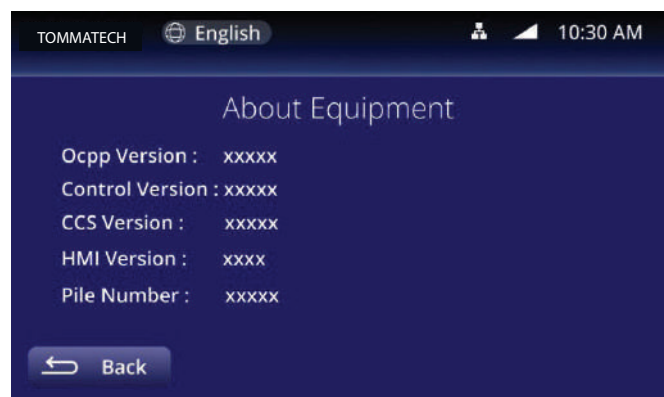 TOMMATECH English 10:30 AM
About Equipment
Ocpp Version : xxxxx
Control Version : xxxxx
CCS Version : xxxxx
HMI Version : xxxx
Pile Number : xxxxx
Back